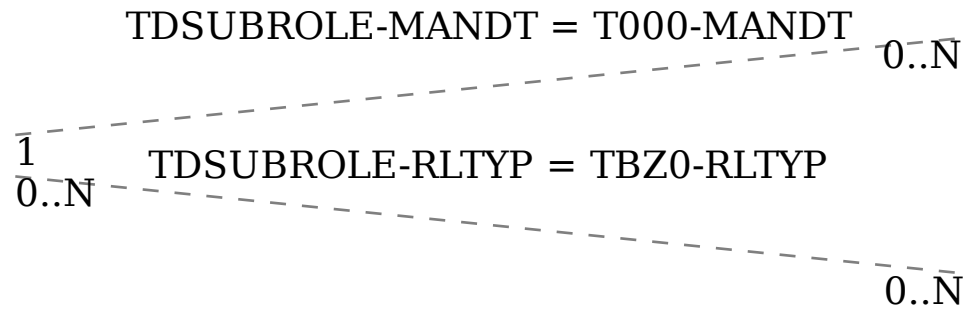 TDSUBROLE-MANDT = T000-MANDT
0..N
1
TDSUBROLE-RLTYP = TBZ0-RLTYP
0..N
0..N